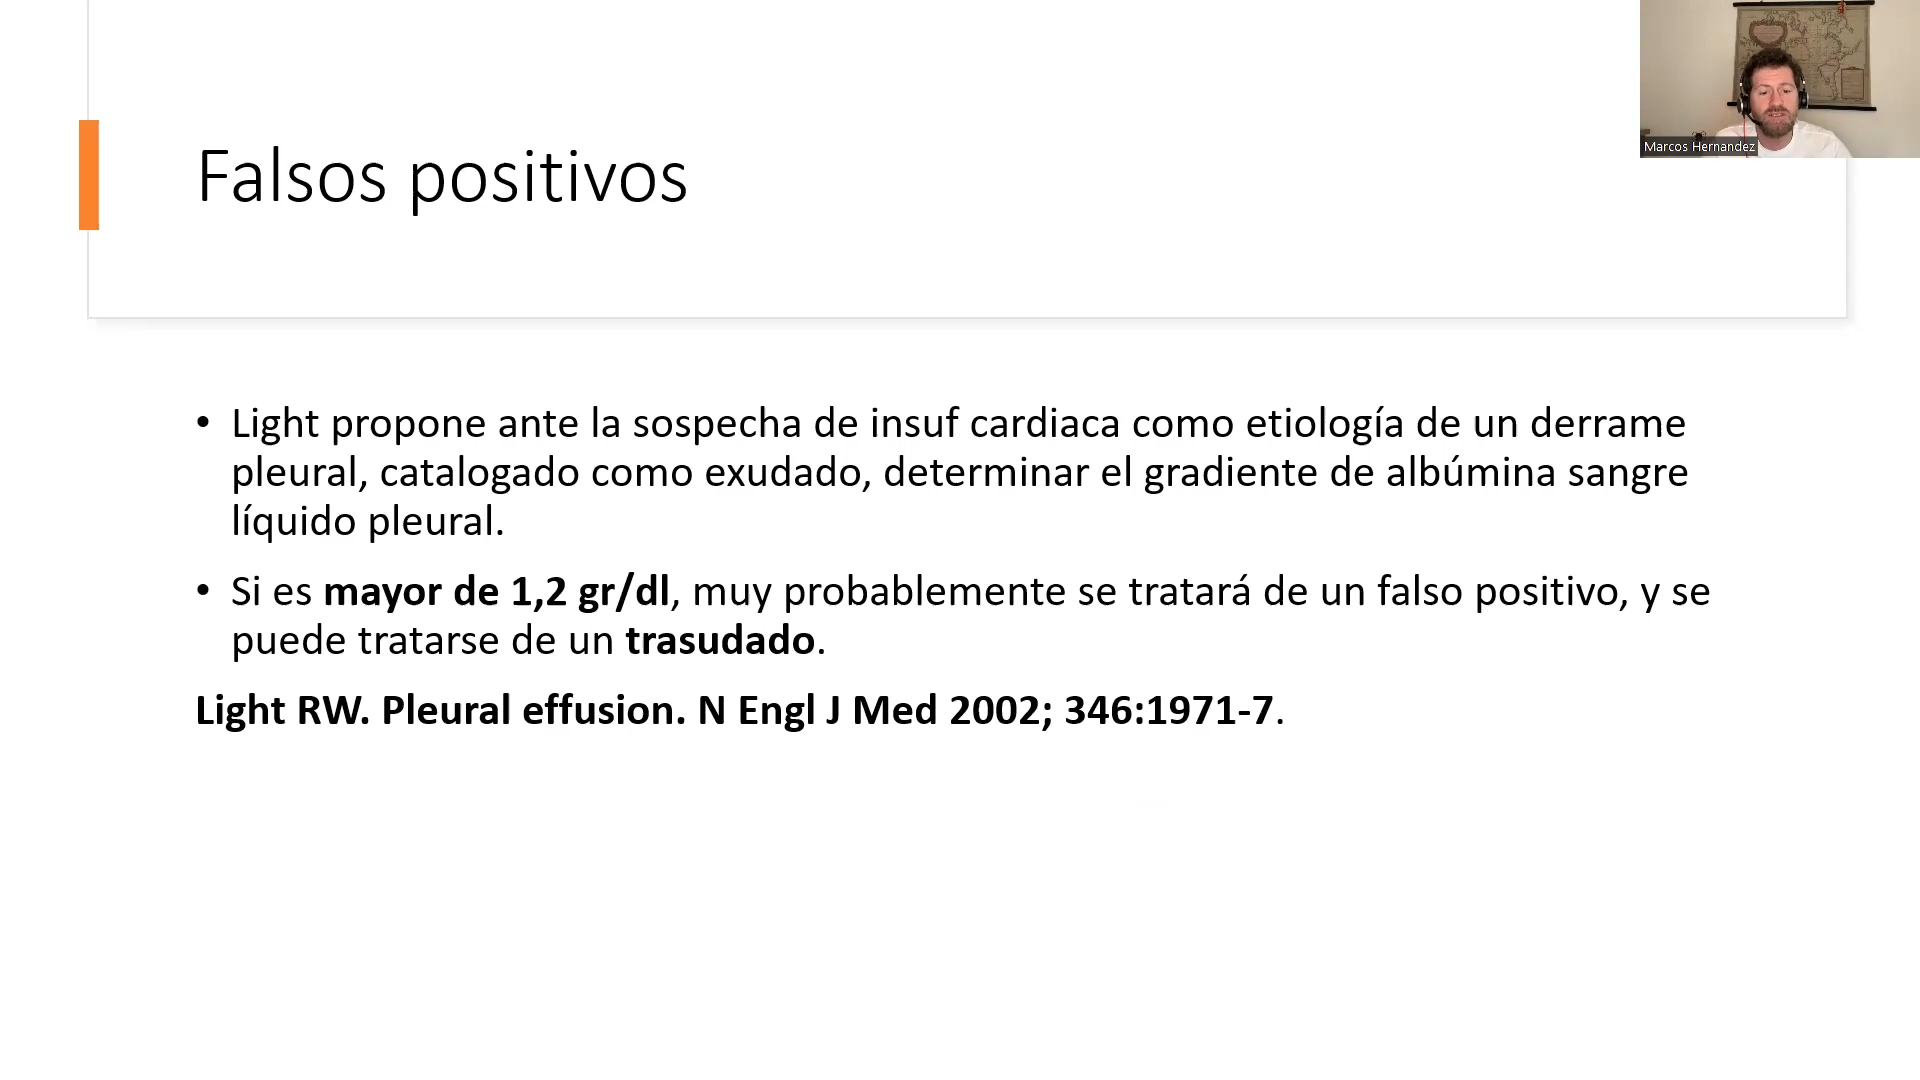 Marcos Hernandez
Falsos positivos
• Light propone ante la sospecha de insuf cardiaca como etiología de un derrame
pleural, catalogado como exudado, determinar el gradiente de albúmina sangre
líquido pleural.
• Si es mayor de 1,2 gr/dl, muy probablemente se tratará de un falso positivo, y se
puede tratarse de un trasudado.
Light RW. Pleural effusion. N Engl J Med 2002; 346:1971-7.